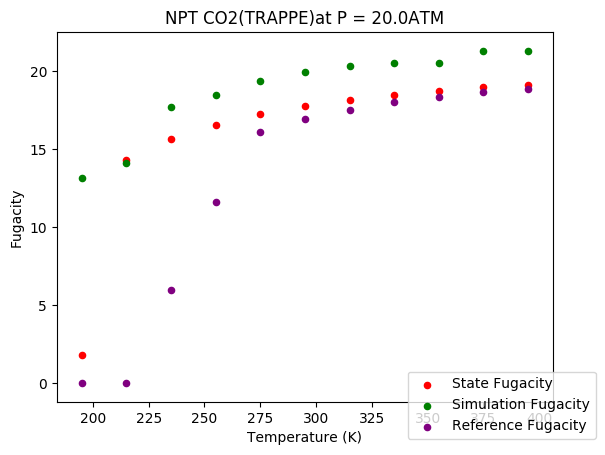 NPT CO2(TRAPPE)at P = 20.0ATM
Fugacity
20
15
10
5
0
State Fugacity
Simulation Fugacity
Reference Fugacity
200 225 250 275 300 325 350 375 400
Temperature (K)